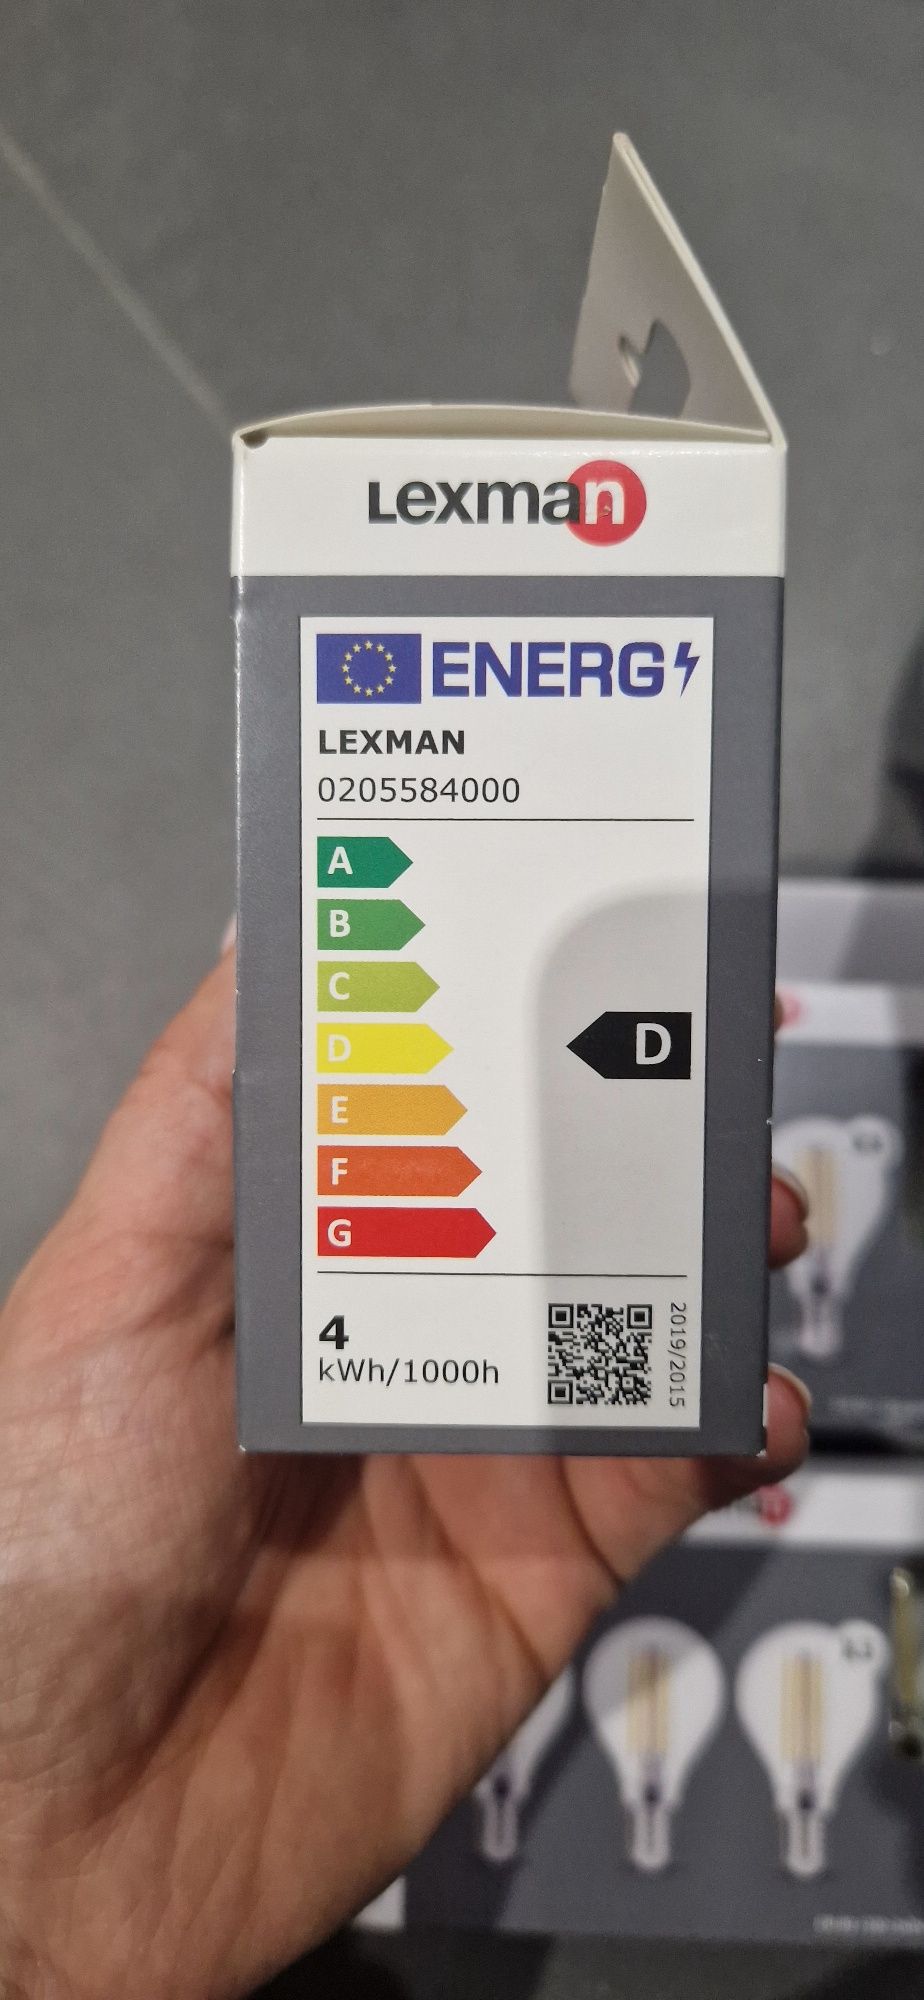 Lexman
ENERG
LEXMAN
0205584000
A
B
C
D
D
E
F
G
4
kWh/1000h
2019/2015